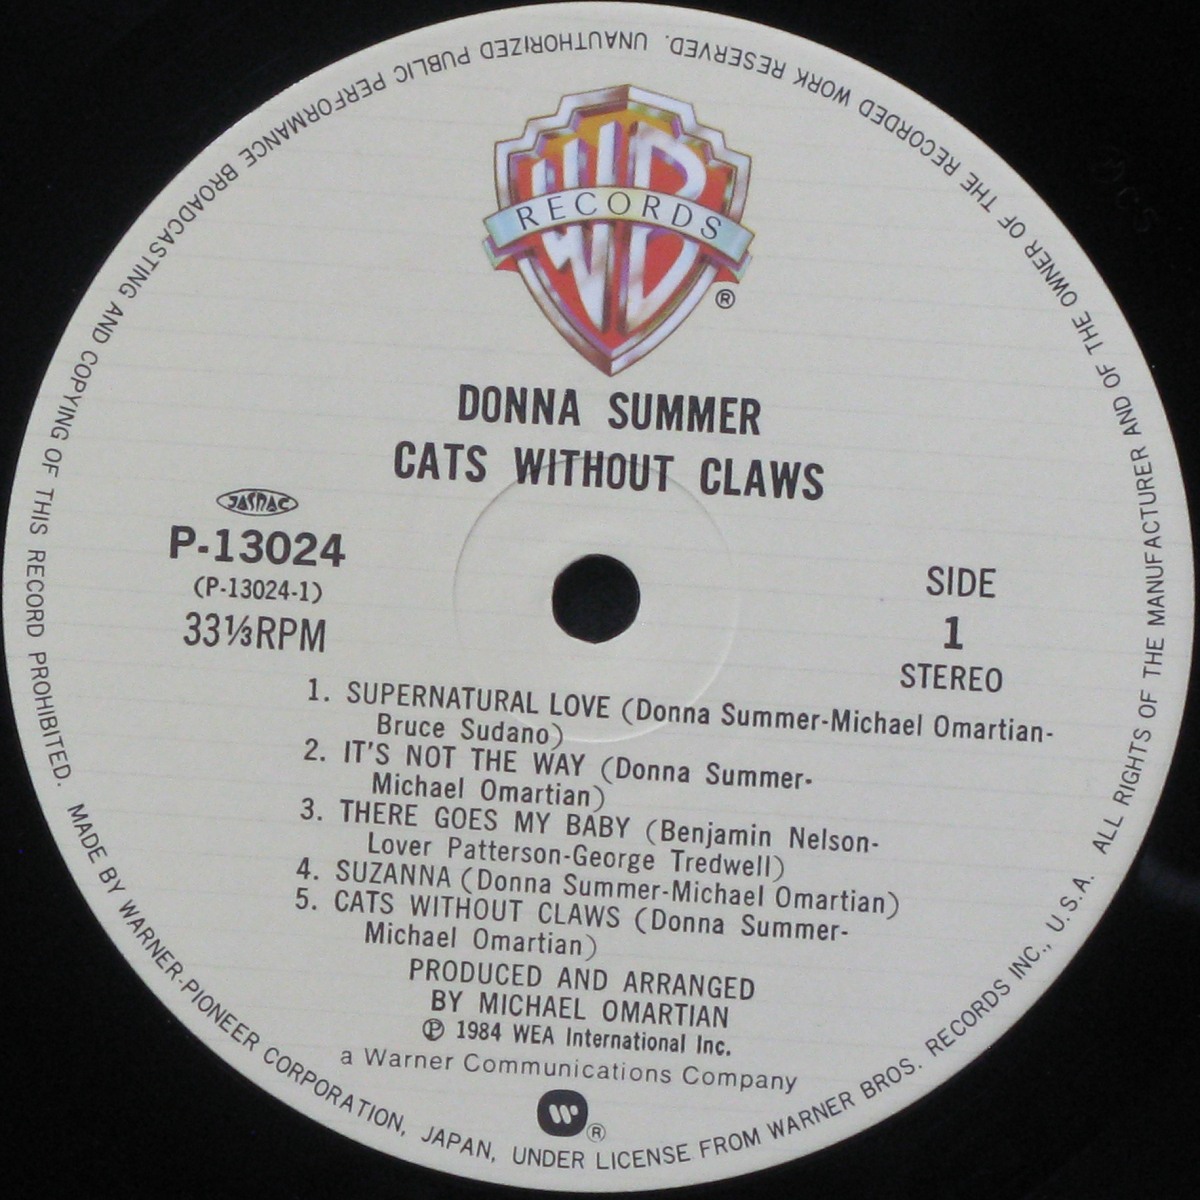 WB
RECORDS
®
DONNA SUMMER
CATS WITHOUT CLAWS
JASRAC
P-13024
(P-13024-1)
33⅓RPM
SIDE
1
STEREO
1. SUPERNATURAL LOVE (Donna Summer-Michael Omartian-
Bruce Sudano)
2. IT'S NOT THE WAY (Donna Summer-
Michael Omartian)
3. THERE GOES MY BABY (Benjamin Nelson-
Lover Patterson-George Tredwell)
4. SUZANNA (Donna Summer-Michael Omartian)
5. CATS WITHOUT CLAWS (Donna Summer-
Michael Omartian)
PRODUCED AND ARRANGED
BY MICHAEL OMARTIAN
℗ 1984 WEA International Inc.
a Warner Communications Company
W
®
ALL RIGHTS OF THE MANUFACTURER AND OF THE OWNER OF THE RECORDED WORK RESERVED. UNAUTHORIZED PUBLIC PERFORMANCE BROADCASTING AND COPYING OF THIS RECORD PROHIBITED. MADE BY WARNER-PIONEER CORPORATION, JAPAN, UNDER LICENSE FROM WARNER BROS. RECORDS INC., U.S.A.